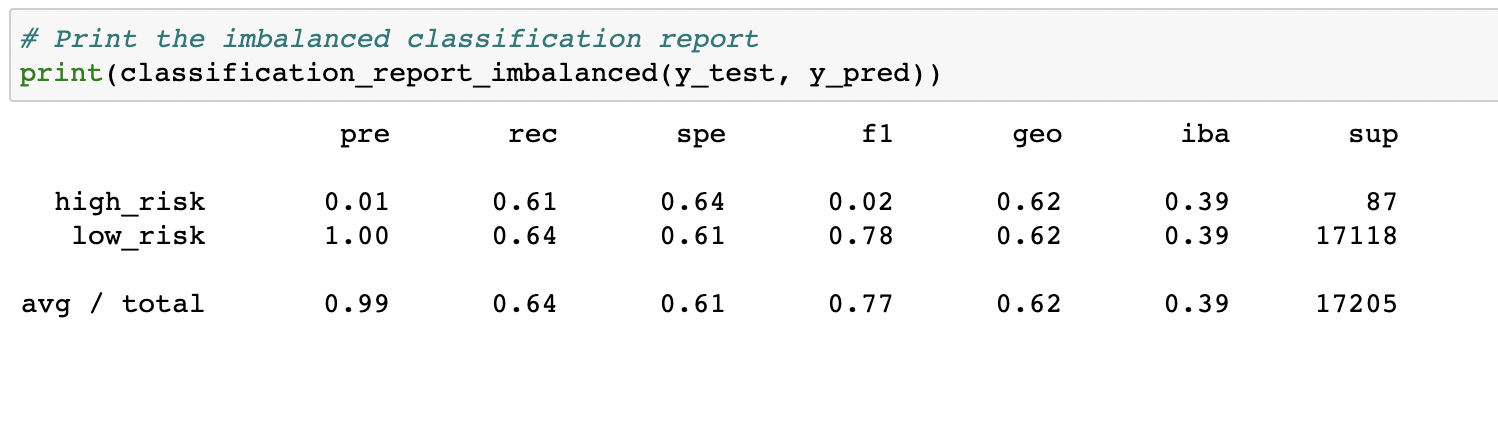 # Print the imbalanced classification report
print(classification_report_imbalanced(y_test, y_pred))
pre rec spe f1 geo iba sup
high_risk 0.01 0.61 0.64 0.02 0.62 0.39 87
low_risk 1.00 0.64 0.61 0.78 0.62 0.39 17118
avg / total 0.99 0.64 0.61 0.77 0.62 0.39 17205